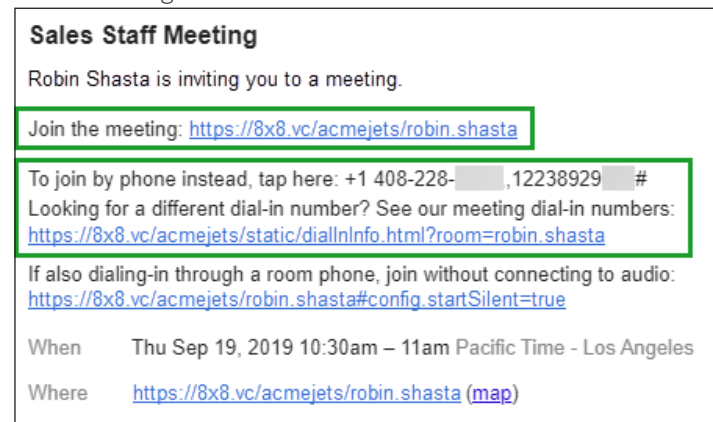 Sales Staff Meeting
Robin Shasta is inviting you to a meeting.
Join the meeting: https://8x8.vc/acmejets/robin.shasta
To join by phone instead, tap here: +1 408-228- ,12238929 #
Looking for a different dial-in number? See our meeting dial-in numbers:
https://8x8.vc/acmejets/static/dialInInfo.html?room=robin.shasta
If also dialing-in through a room phone, join without connecting to audio:
https://8x8.vc/acmejets/robin.shasta#config.startSilent=true
When Thu Sep 19, 2019 10:30am – 11am Pacific Time - Los Angeles
Where https://8x8.vc/acmejets/robin.shasta (map)